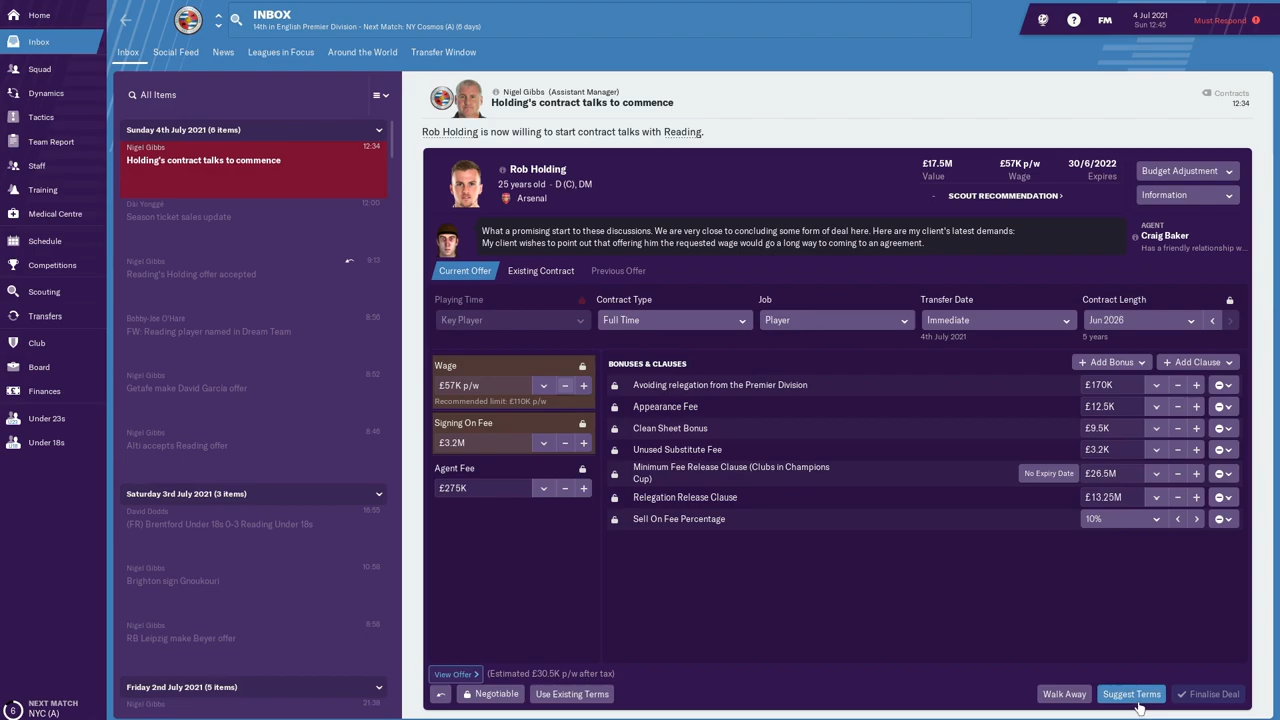 Home
Inbox
Squad
Dynamics
Tactics
Team Report
Staff
Training
Medical Centre
Schedule
Competitions
Scouting
Transfers
Club
Board
Finances
Under 23s
Under 18s
6
NEXT MATCH
NYC (A)
INBOX
14th in English Premier Division - Next Match: NY Cosmos (A) (6 days)
? FM
4 Jul 2021
Sun 12:45
Must Respond
Inbox Social Feed News Leagues in Focus Around the World Transfer Window
All Items
Sunday 4th July 2021 (6 items)
Nigel Gibbs 12:34
Holding's contract talks to commence
Dai Yongge 12:00
Season ticket sales update
Nigel Gibbs 9:13
Reading's Holding offer accepted
Bobby-Joe O'Hare 8:56
FW: Reading player named in Dream Team
Nigel Gibbs 8:52
Getafe make David Garcia offer
Nigel Gibbs 8:46
Alti accepts Reading offer
Saturday 3rd July 2021 (3 items)
David Dodds 16:55
(FR) Brentford Under 18s 0-3 Reading Under 18s
Nigel Gibbs 10:58
Brighton sign Gnoukouri
Nigel Gibbs 8:58
RB Leipzig make Beyer offer
Friday 2nd July 2021 (5 items)
Nigel Gibbs 21:38
Nigel Gibbs (Assistant Manager)
Holding's contract talks to commence
Contracts
12:34
Rob Holding is now willing to start contract talks with Reading.
Rob Holding
25 years old - D (C), DM
Arsenal
£17.5M
Value
£57K p/w
Wage
30/6/2022
Expires
- SCOUT RECOMMENDATION >
Budget Adjustment
Information
What a promising start to these discussions. We are very close to concluding some form of deal here. Here are my client's latest demands:
My client wishes to point out that offering him the requested wage would go a long way to coming to an agreement.
AGENT
Craig Baker
Has a friendly relationship w...
Current Offer Existing Contract Previous Offer
Playing Time
Key Player
Contract Type
Full Time
Job
Player
Transfer Date
Immediate
4th July 2021
Contract Length
Jun 2026
5 years
Wage
£57K p/w
Recommended limit: £110K p/w
Signing On Fee
£3.2M
Agent Fee
£275K
BONUSES & CLAUSES
+ Add Bonus
+ Add Clause
Avoiding relegation from the Premier Division £170K
Appearance Fee £12.5K
Clean Sheet Bonus £9.5K
Unused Substitute Fee £3.2K
Minimum Fee Release Clause (Clubs in Champions Cup) No Expiry Date £26.5M
Relegation Release Clause £13.25M
Sell On Fee Percentage 10%
View Offer > (Estimated £30.5K p/w after tax)
Negotiable
Use Existing Terms
Walk Away
Suggest Terms
Finalise Deal